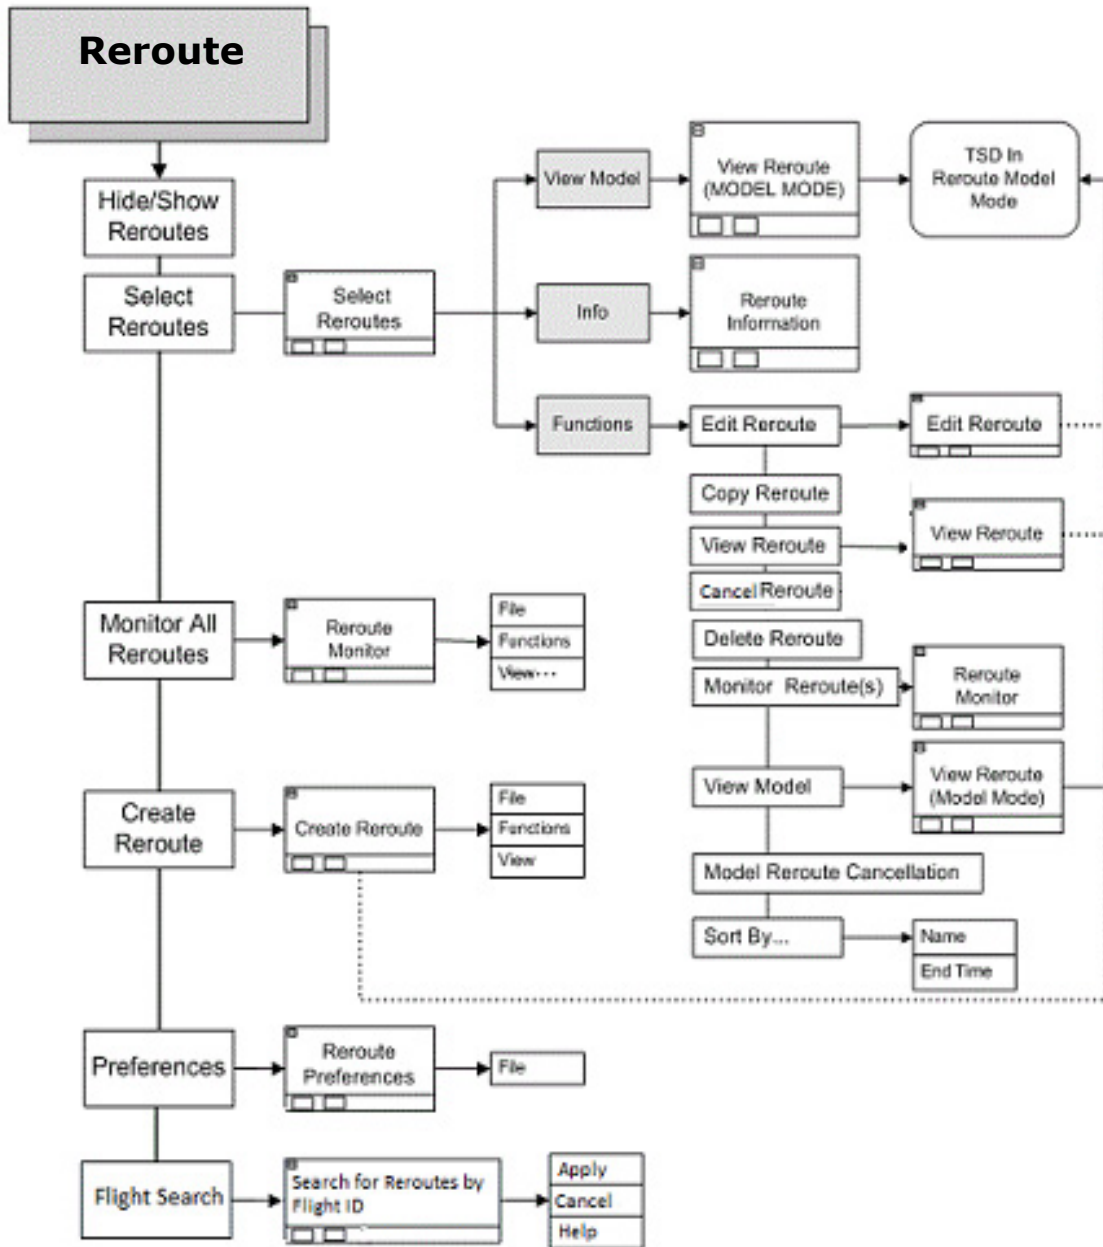 Reroute
Hide/Show
Reroutes
Select
Reroutes
Select
Reroutes
View Model
View Reroute
(MODEL MODE)
TSD In
Reroute Model
Mode
Info
Reroute
Information
Functions
Edit Reroute
Edit Reroute
Copy Reroute
View Reroute
View Reroute
Cancel Reroute
Delete Reroute
Monitor Reroute(s)
Reroute
Monitor
View Model
View Reroute
(Model Mode)
Model Reroute Cancellation
Sort By...
Name
End Time
Monitor All
Reroutes
Reroute
Monitor
File
Functions
View...
Create
Reroute
Create Reroute
File
Functions
View
Preferences
Reroute
Preferences
File
Flight Search
Search for Reroutes by
Flight ID
Apply
Cancel
Help